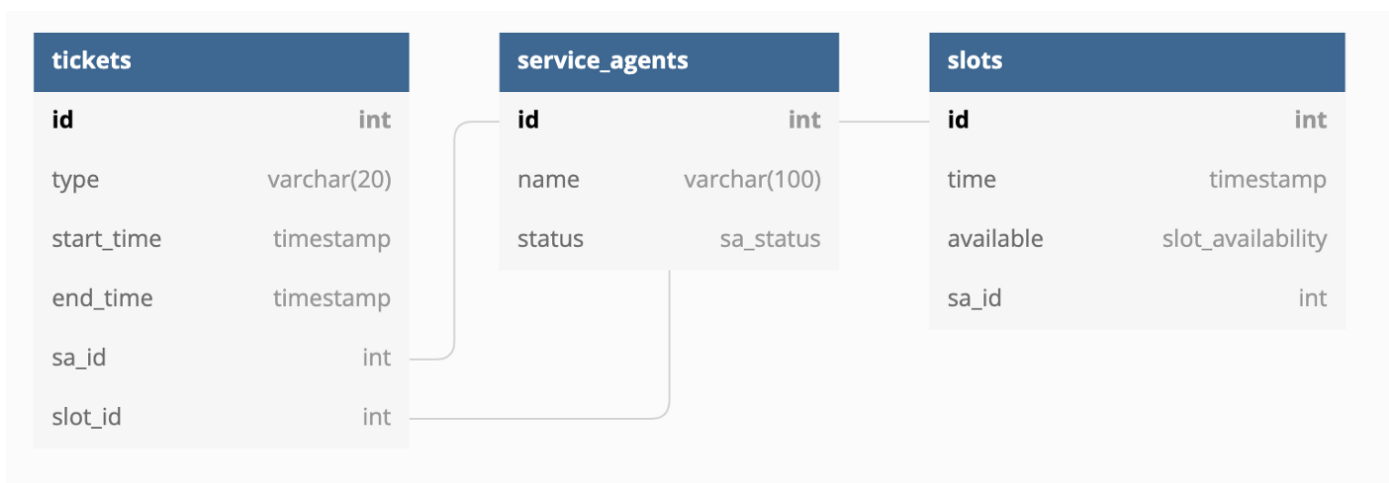 tickets
id int
type varchar(20)
start_time timestamp
end_time timestamp
sa_id int
slot_id int
service_agents
id int
name varchar(100)
status sa_status
slots
id int
time timestamp
available slot_availability
sa_id int